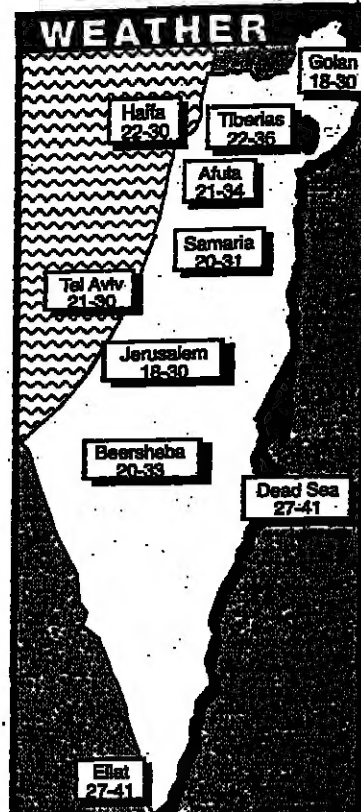 WEATHER
Golan
18-30
Haifa
22-30
Tiberias
22-35
Afula
21-34
Samaria
20-31
Tel Aviv
21-30
Jerusalem
18-30
Beersheba
20-33
Dead Sea
27-41
Eilat
27-41